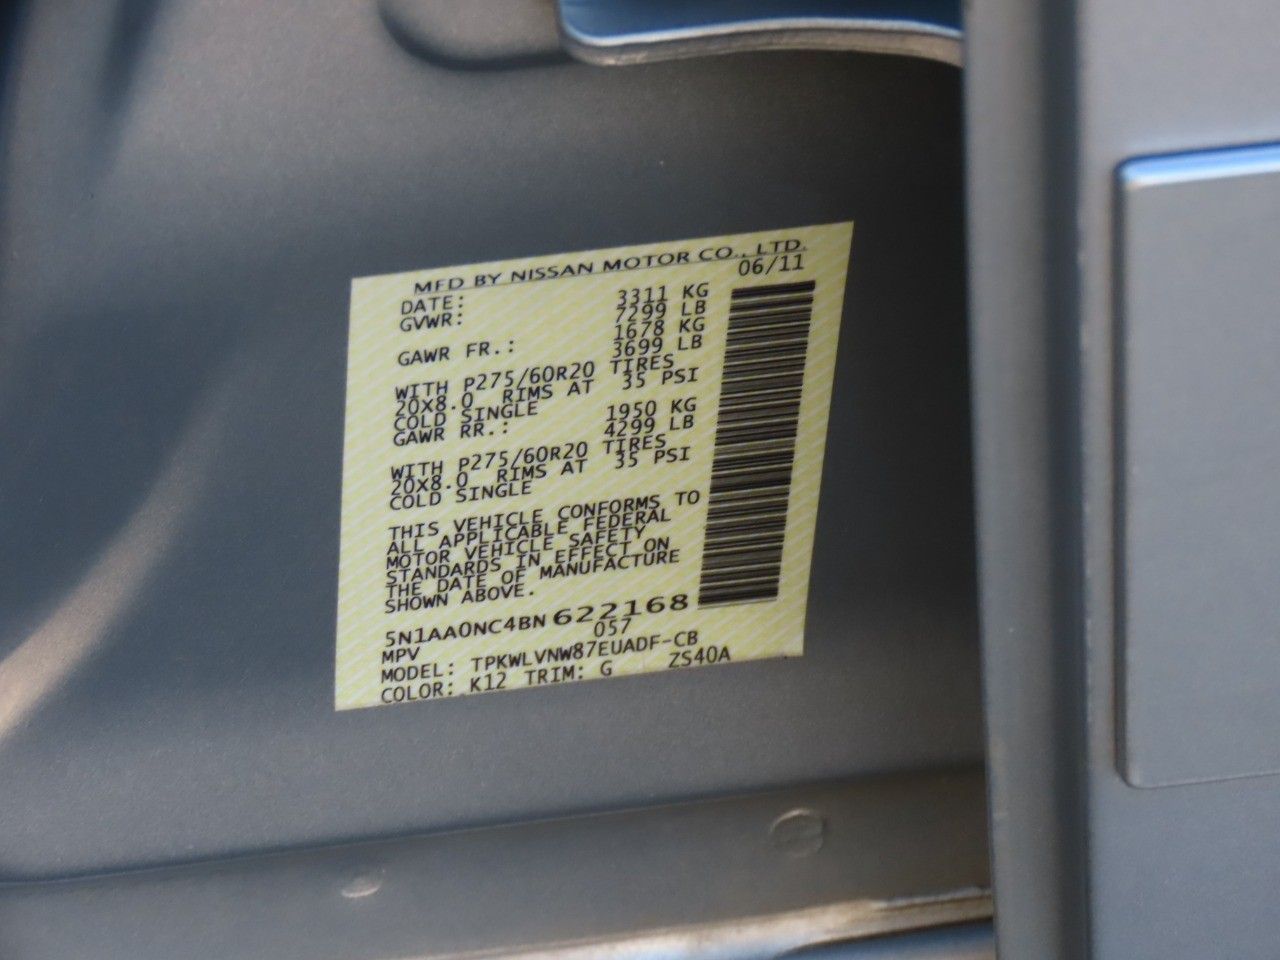 MFD BY NISSAN MOTOR CO., LTD.
DATE: 06/11
GVWR: 3311 KG
7299 LB
GAWR FR.: 1678 KG
3699 LB
WITH P275/60R20 TIRES
20X8.0 RIMS AT 35 PSI
COLD SINGLE
GAWR RR.: 1950 KG
4299 LB
WITH P275/60R20 TIRES
20X8.0 RIMS AT 35 PSI
COLD SINGLE
THIS VEHICLE CONFORMS TO
ALL APPLICABLE FEDERAL
MOTOR VEHICLE SAFETY
STANDARDS IN EFFECT ON
THE DATE OF MANUFACTURE
SHOWN ABOVE.
5N1AA0NC4BN622168
MPV 057
MODEL: TPKWLVNW87EUADF-CB
COLOR: K12 TRIM: G ZS40A